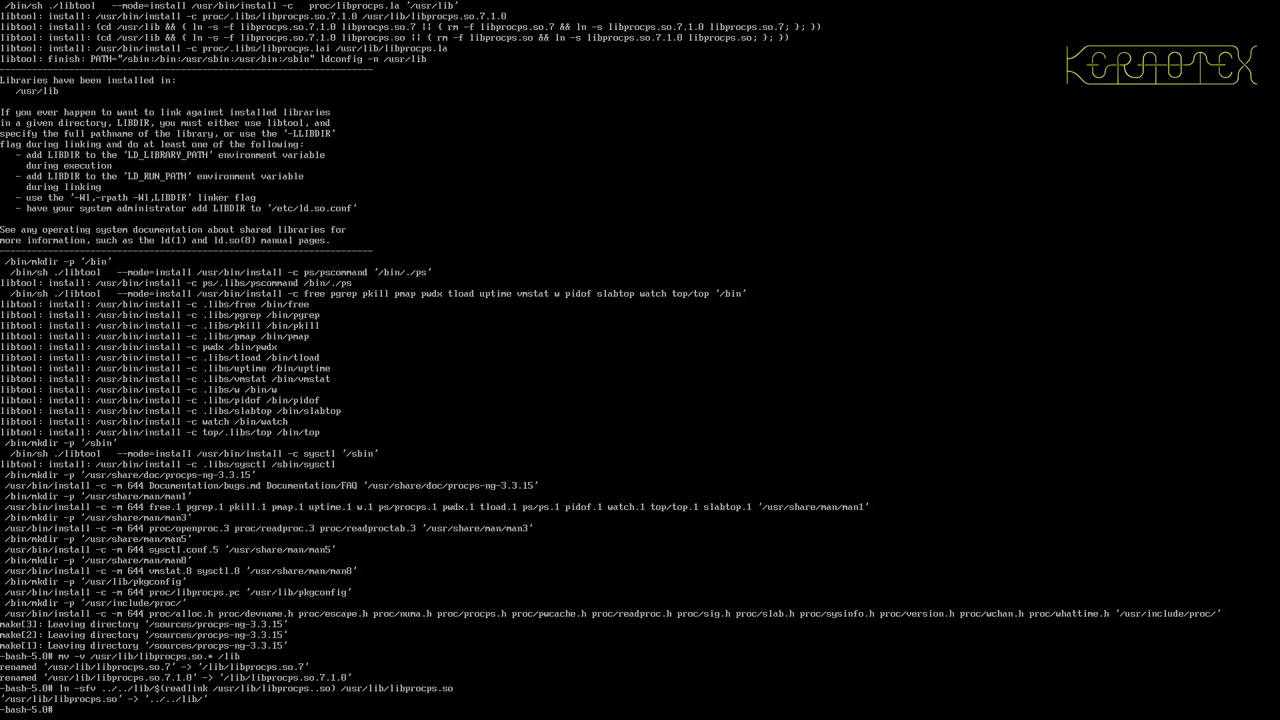 /bin/sh ./libtool   --mode=install /usr/bin/install -c   proc/libprocps.la '/usr/lib'
libtool: install: /usr/bin/install -c proc/.libs/libprocps.so.7.1.0 /usr/lib/libprocps.so.7.1.0
libtool: install: (cd /usr/lib && { ln -s -f libprocps.so.7.1.0 libprocps.so.7 || { rm -f libprocps.so.7 && ln -s libprocps.so.7.1.0 libprocps.so.7; }; })
libtool: install: (cd /usr/lib && { ln -s -f libprocps.so.7.1.0 libprocps.so || { rm -f libprocps.so && ln -s libprocps.so.7.1.0 libprocps.so; }; })
libtool: install: /usr/bin/install -c proc/.libs/libprocps.lai /usr/lib/libprocps.la
libtool: finish: PATH="/sbin:/bin:/usr/sbin:/usr/bin:/sbin" ldconfig -n /usr/lib
KERNOTEX
----------------------------------------------------------------------
Libraries have been installed in:
   /usr/lib
If you ever happen to want to link against installed libraries
in a given directory, LIBDIR, you must either use libtool, and
specify the full pathname of the library, or use the '-LLIBDIR'
flag during linking and do at least one of the following:
   - add LIBDIR to the 'LD_LIBRARY_PATH' environment variable
     during execution
   - add LIBDIR to the 'LD_RUN_PATH' environment variable
     during linking
   - use the '-Wl,-rpath -Wl,LIBDIR' linker flag
   - have your system administrator add LIBDIR to '/etc/ld.so.conf'
See any operating system documentation about shared libraries for
more information, such as the ld(1) and ld.so(8) manual pages.
----------------------------------------------------------------------
 /bin/mkdir -p '/bin'
  /bin/sh ./libtool   --mode=install /usr/bin/install -c ps/pscommand '/bin/./ps'
libtool: install: /usr/bin/install -c ps/.libs/pscommand /bin/./ps
  /bin/sh ./libtool   --mode=install /usr/bin/install -c free pgrep pkill pmap pwdx tload uptime vmstat w pidof slabtop watch top/top '/bin'
libtool: install: /usr/bin/install -c .libs/free /bin/free
libtool: install: /usr/bin/install -c .libs/pgrep /bin/pgrep
libtool: install: /usr/bin/install -c .libs/pkill /bin/pkill
libtool: install: /usr/bin/install -c .libs/pmap /bin/pmap
libtool: install: /usr/bin/install -c pwdx /bin/pwdx
libtool: install: /usr/bin/install -c .libs/tload /bin/tload
libtool: install: /usr/bin/install -c .libs/uptime /bin/uptime
libtool: install: /usr/bin/install -c .libs/vmstat /bin/vmstat
libtool: install: /usr/bin/install -c .libs/w /bin/w
libtool: install: /usr/bin/install -c .libs/pidof /bin/pidof
libtool: install: /usr/bin/install -c .libs/slabtop /bin/slabtop
libtool: install: /usr/bin/install -c watch /bin/watch
libtool: install: /usr/bin/install -c top/.libs/top /bin/top
 /bin/mkdir -p '/sbin'
  /bin/sh ./libtool   --mode=install /usr/bin/install -c sysctl '/sbin'
libtool: install: /usr/bin/install -c .libs/sysctl /sbin/sysctl
 /bin/mkdir -p '/usr/share/doc/procps-ng-3.3.15'
 /usr/bin/install -c -m 644 Documentation/bugs.md Documentation/FAQ '/usr/share/doc/procps-ng-3.3.15'
 /bin/mkdir -p '/usr/share/man/man1'
 /usr/bin/install -c -m 644 free.1 pgrep.1 pkill.1 pmap.1 uptime.1 w.1 ps/procps.1 pwdx.1 tload.1 ps/ps.1 pidof.1 watch.1 top/top.1 slabtop.1 '/usr/share/man/man1'
 /bin/mkdir -p '/usr/share/man/man3'
 /usr/bin/install -c -m 644 proc/openproc.3 proc/readproc.3 proc/readproctab.3 '/usr/share/man/man3'
 /bin/mkdir -p '/usr/share/man/man5'
 /usr/bin/install -c -m 644 sysctl.conf.5 '/usr/share/man/man5'
 /bin/mkdir -p '/usr/share/man/man8'
 /usr/bin/install -c -m 644 vmstat.8 sysctl.8 '/usr/share/man/man8'
 /bin/mkdir -p '/usr/lib/pkgconfig'
 /usr/bin/install -c -m 644 proc/libprocps.pc '/usr/lib/pkgconfig'
 /bin/mkdir -p '/usr/include/proc/'
 /usr/bin/install -c -m 644 proc/alloc.h proc/devname.h proc/escape.h proc/numa.h proc/procps.h proc/pwcache.h proc/readproc.h proc/sig.h proc/slab.h proc/sysinfo.h proc/version.h proc/wchan.h proc/whattime.h '/usr/include/proc/'
make[3]: Leaving directory '/sources/procps-ng-3.3.15'
make[2]: Leaving directory '/sources/procps-ng-3.3.15'
make[1]: Leaving directory '/sources/procps-ng-3.3.15'
-bash-5.0# mv -v /usr/lib/libprocps.so.* /lib
renamed '/usr/lib/libprocps.so.7' -> '/lib/libprocps.so.7'
renamed '/usr/lib/libprocps.so.7.1.0' -> '/lib/libprocps.so.7.1.0'
-bash-5.0# ln -sfv ../../lib/$(readlink /usr/lib/libprocps..so) /usr/lib/libprocps.so
'/usr/lib/libprocps.so' -> '../../lib/'
-bash-5.0#